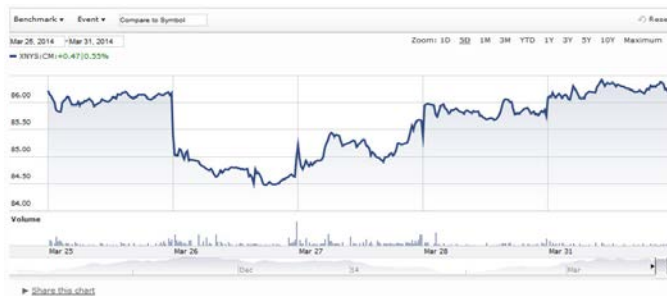 Benchmark ▾ Event ▾ Compare to Symbol
Mar 25, 2014 - Mar 31, 2014 Zoom: 1D 5D 1M 3M YTD 1Y 3Y 5Y 10Y Maximum
XNYS:CM:+0.47|0.55%
86.00
85.50
85.00
84.50
84.00
Volume
Mar 25 Mar 26 Mar 27 Mar 28 Mar 31
Dec Mar
▶ Share this chart